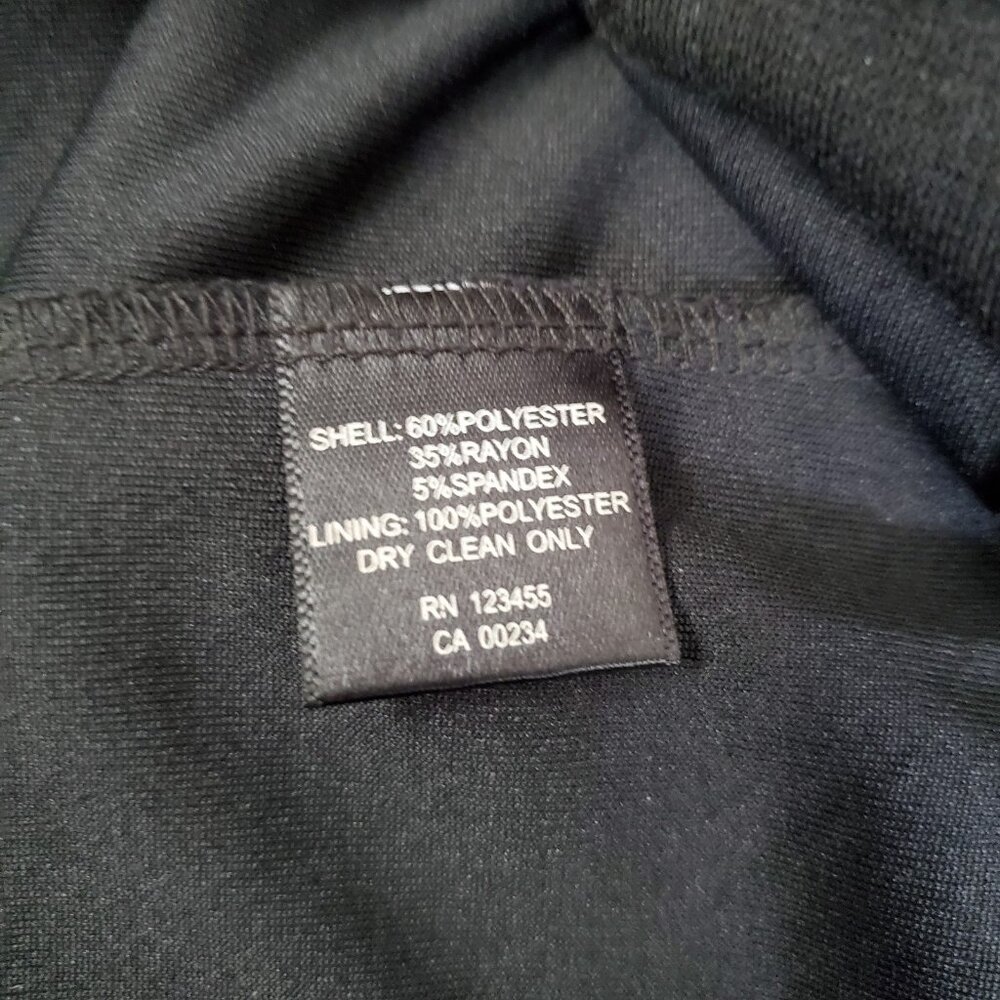 SHELL: 60%POLYESTER
35%RAYON
5%SPANDEX
LINING: 100%POLYESTER
DRY CLEAN ONLY
RN 123455
CA 00234